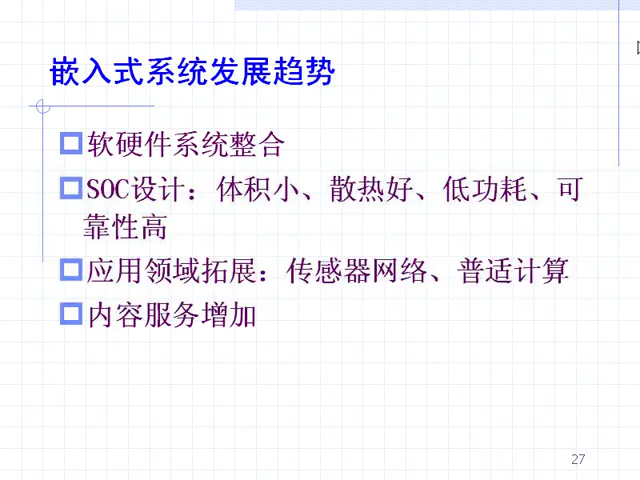 嵌入式系统发展趋势
软硬件系统整合
SOC设计：体积小、散热好、低功耗、可
靠性高
应用领域拓展：传感器网络、普适计算
内容服务增加
27